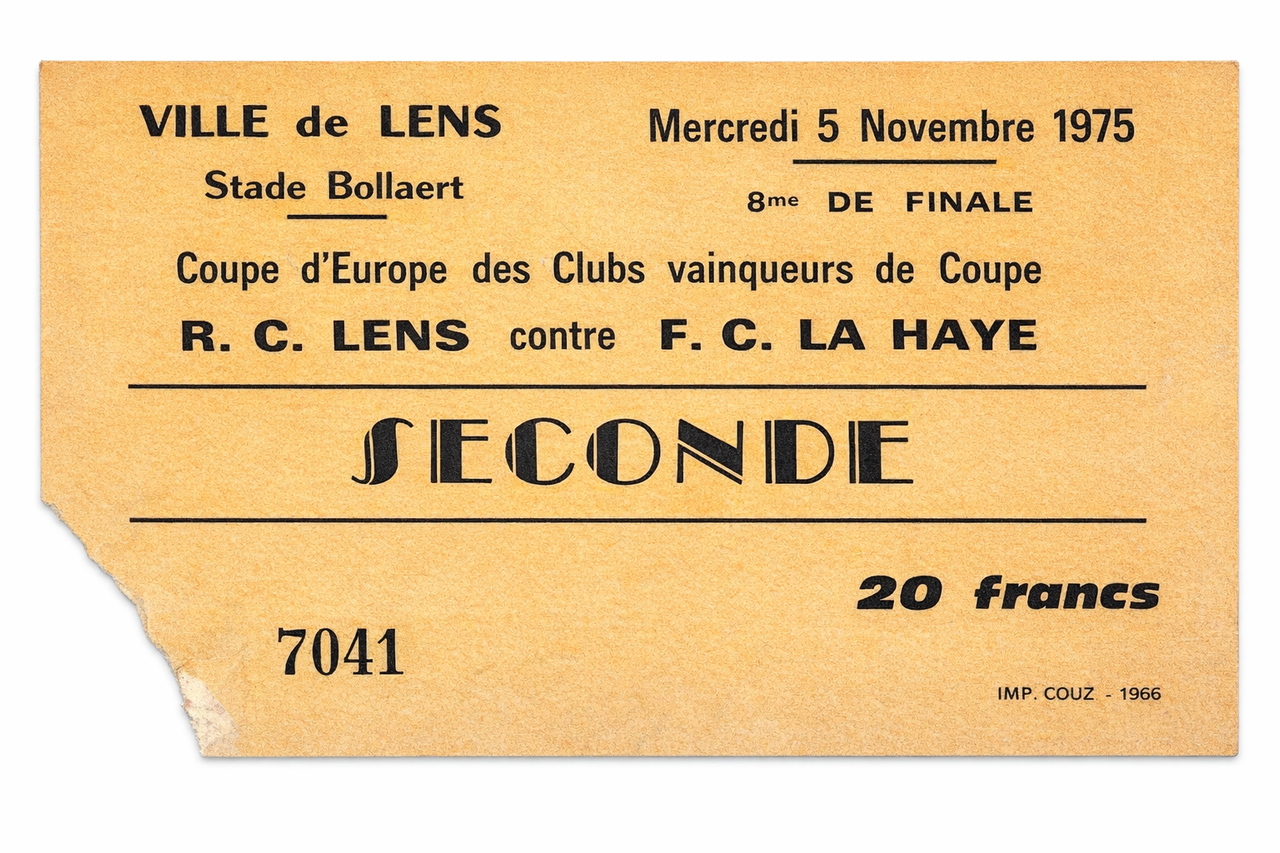 VILLE de LENS
Stade Bollaert
Mercredi 5 Novembre 1975
8me DE FINALE
Coupe d'Europe des Clubs vainqueurs de Coupe
R. C. LENS contre F. C. LA HAYE
SECONDE
20 francs
7041
IMP. COUZ - 1966